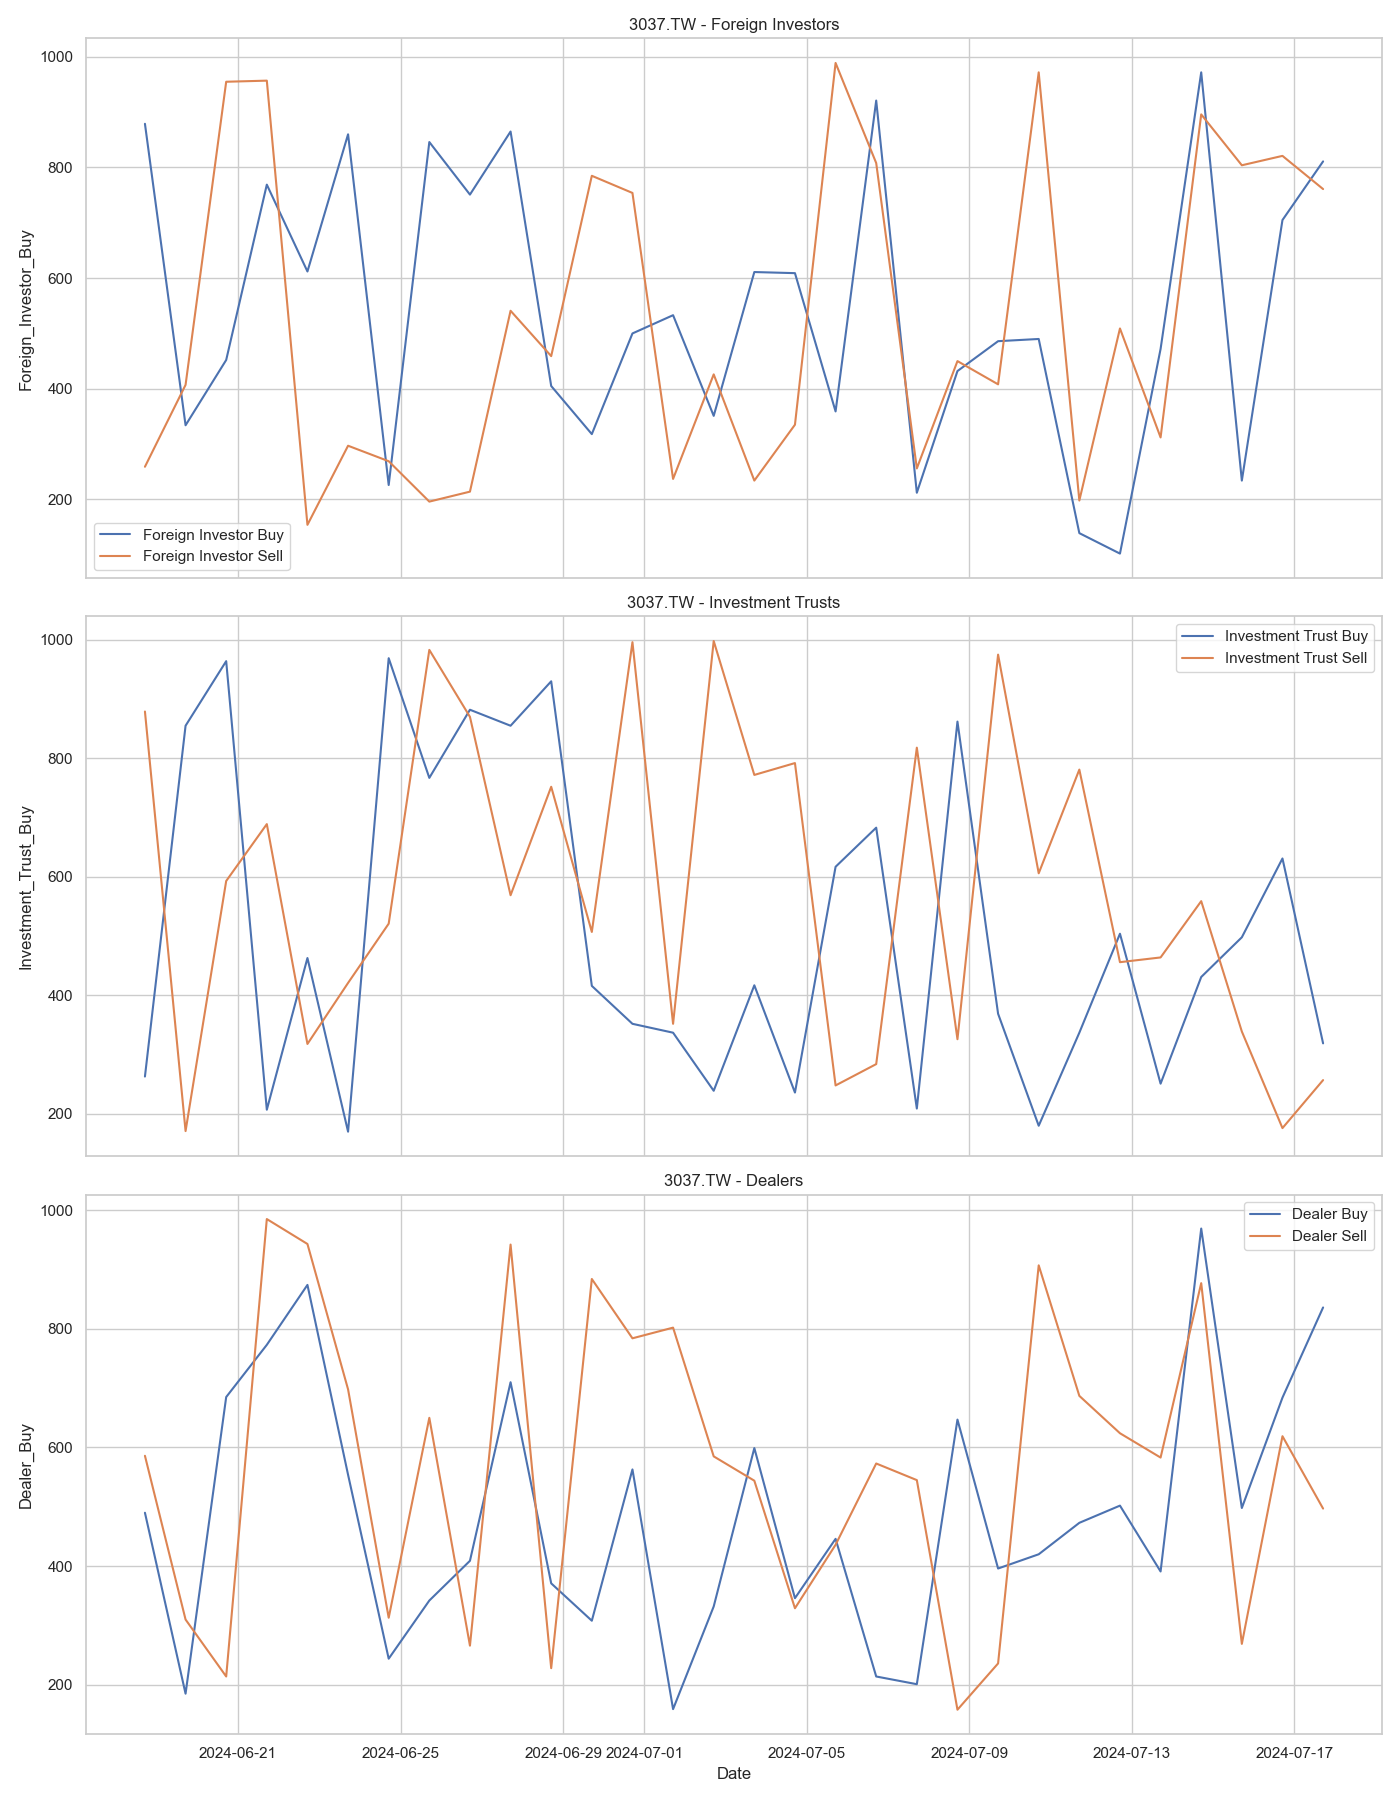 3037.TW - Foreign Investors
1000
800
600
400
200
Foreign_Investor_Buy
Foreign Investor Buy
Foreign Investor Sell
3037.TW - Investment Trusts
1000
800
600
400
200
Investment_Trust_Buy
Investment Trust Buy
Investment Trust Sell
3037.TW - Dealers
1000
800
600
400
200
Dealer_Buy
Dealer Buy
Dealer Sell
2024-06-21 2024-06-25 2024-06-29 2024-07-01 2024-07-05 2024-07-09 2024-07-13 2024-07-17
Date